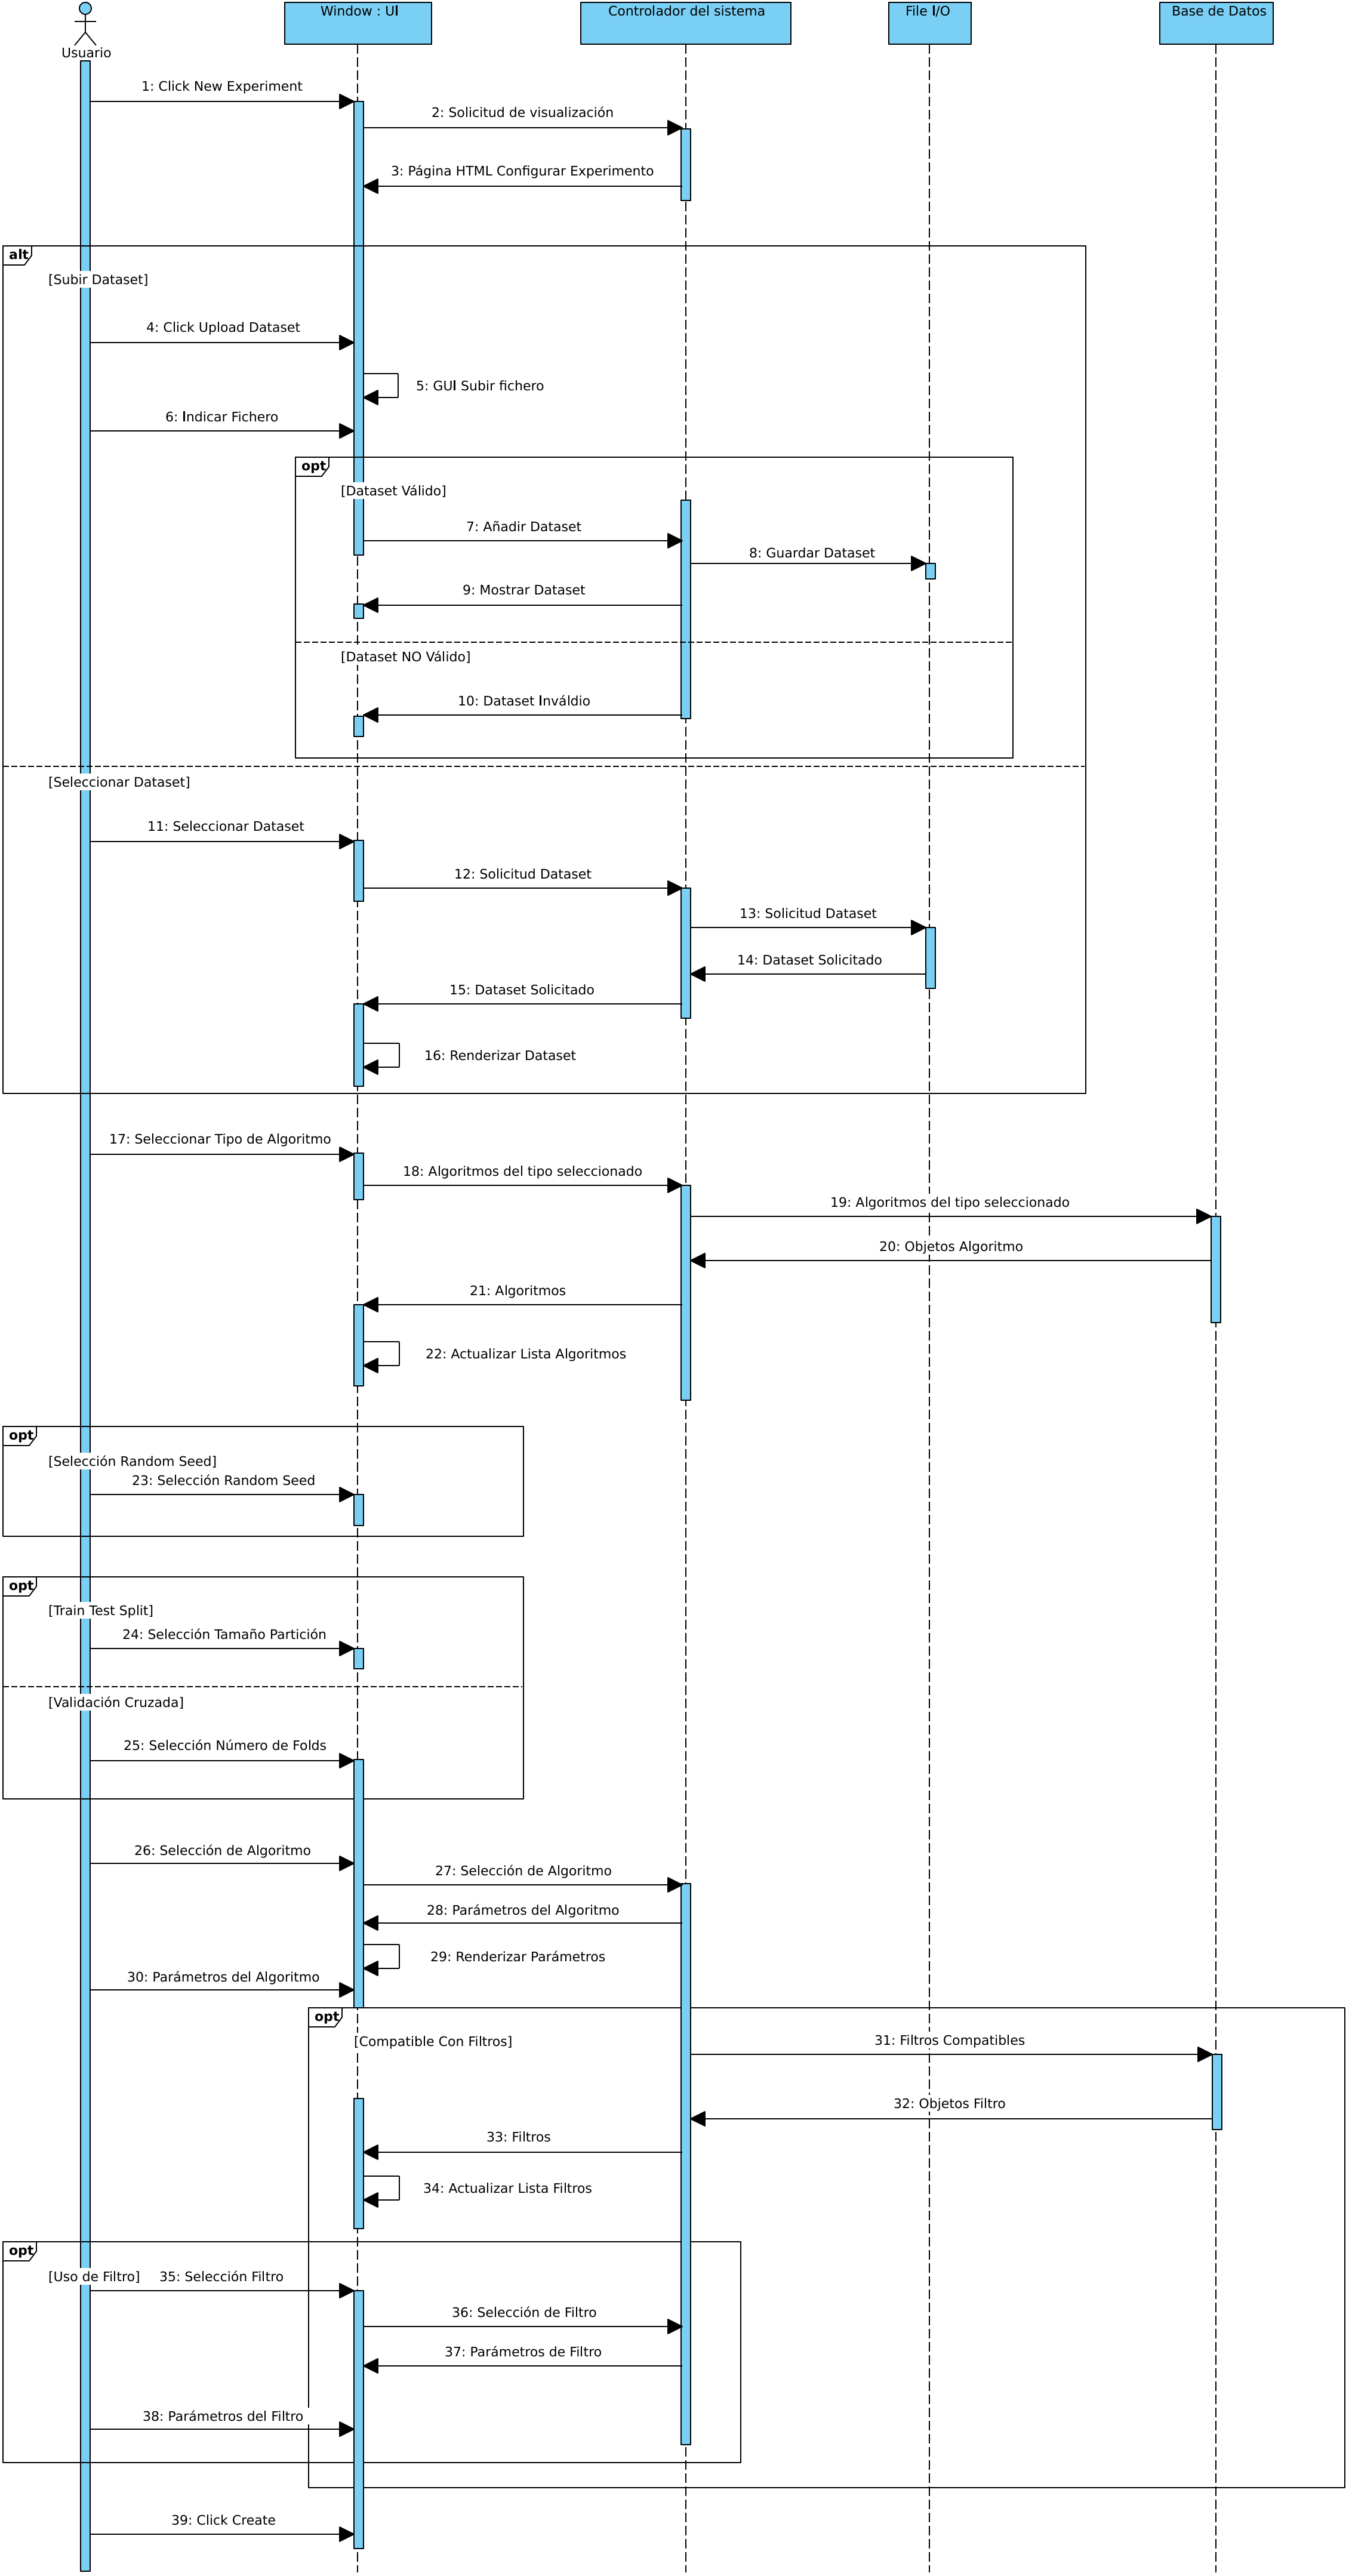 Usuario
Window : UI
Controlador del sistema
File I/O
Base de Datos
1: Click New Experiment
2: Solicitud de visualización
3: Página HTML Configurar Experimento
alt
[Subir Dataset]
4: Click Upload Dataset
5: GUI Subir fichero
6: Indicar Fichero
opt
[Dataset Válido]
7: Añadir Dataset
8: Guardar Dataset
9: Mostrar Dataset
[Dataset NO Válido]
10: Dataset Inváldio
[Seleccionar Dataset]
11: Seleccionar Dataset
12: Solicitud Dataset
13: Solicitud Dataset
14: Dataset Solicitado
15: Dataset Solicitado
16: Renderizar Dataset
17: Seleccionar Tipo de Algoritmo
18: Algoritmos del tipo seleccionado
19: Algoritmos del tipo seleccionado
20: Objetos Algoritmo
21: Algoritmos
22: Actualizar Lista Algoritmos
opt
[Selección Random Seed]
23: Selección Random Seed
opt
[Train Test Split]
24: Selección Tamaño Partición
[Validación Cruzada]
25: Selección Número de Folds
26: Selección de Algoritmo
27: Selección de Algoritmo
28: Parámetros del Algoritmo
29: Renderizar Parámetros
30: Parámetros del Algoritmo
opt
[Compatible Con Filtros]
31: Filtros Compatibles
32: Objetos Filtro
33: Filtros
34: Actualizar Lista Filtros
opt
[Uso de Filtro]
35: Selección Filtro
36: Selección de Filtro
37: Parámetros de Filtro
38: Parámetros del Filtro
39: Click Create